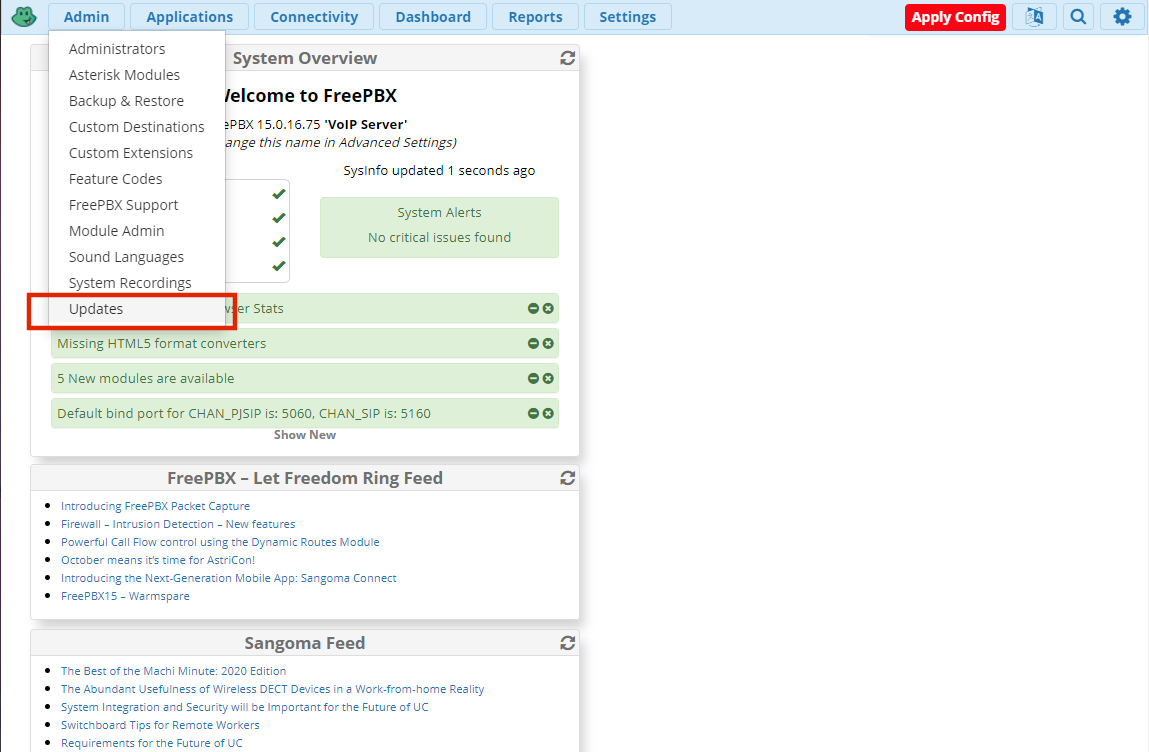 Admin
Applications
Connectivity
Dashboard
Reports
Settings
Apply Config
Administrators
Asterisk Modules
Backup & Restore
Custom Destinations
Custom Extensions
Feature Codes
FreePBX Support
Module Admin
Sound Languages
System Recordings
Updates
System Overview
Welcome to FreePBX
ePBX 15.0.16.75 'VoIP Server'
ange this name in Advanced Settings)
SysInfo updated 1 seconds ago
System Alerts
No critical issues found
wser Stats
Missing HTML5 format converters
5 New modules are available
Default bind port for CHAN_PJSIP is: 5060, CHAN_SIP is: 5160
Show New
FreePBX – Let Freedom Ring Feed
Introducing FreePBX Packet Capture
Firewall – Intrusion Detection – New features
Powerful Call Flow control using the Dynamic Routes Module
October means it's time for AstriCon!
Introducing the Next-Generation Mobile App: Sangoma Connect
FreePBX15 – Warmspare
Sangoma Feed
The Best of the Machi Minute: 2020 Edition
The Abundant Usefulness of Wireless DECT Devices in a Work-from-home Reality
System Integration and Security will be Important for the Future of UC
Switchboard Tips for Remote Workers
Requirements for the Future of UC